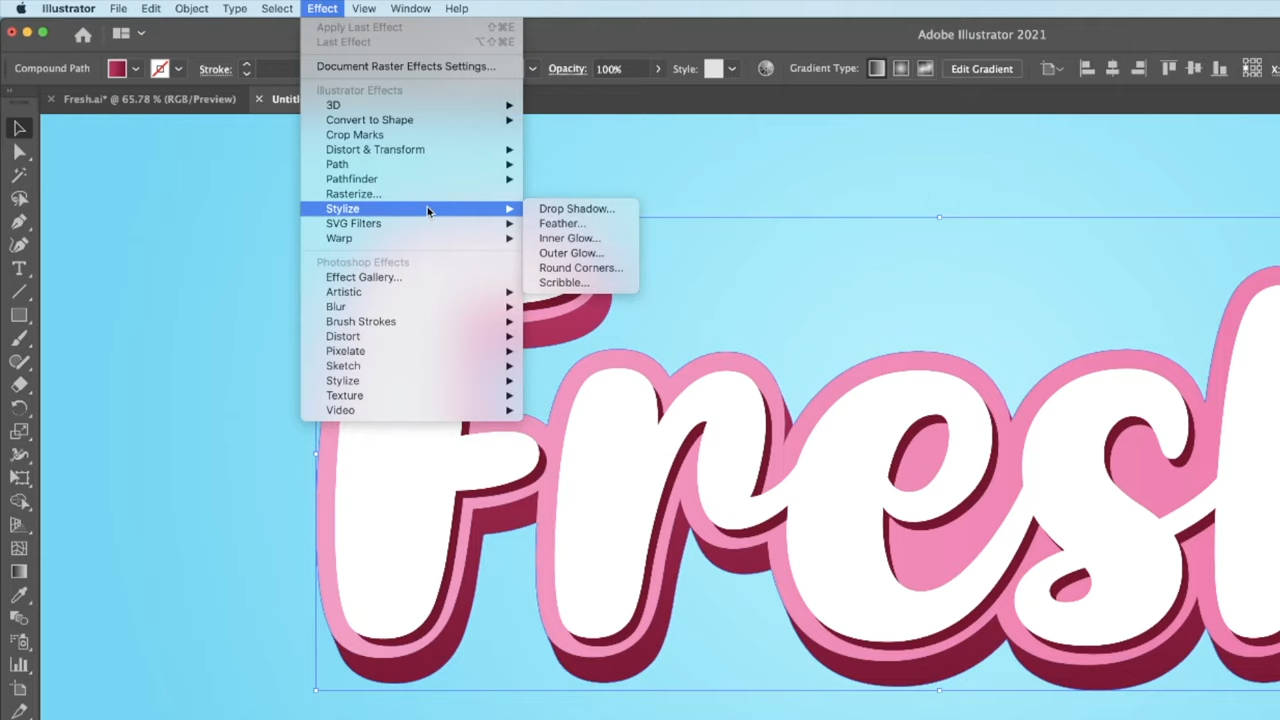 Illustrator File Edit Object Type Select Effect View Window Help
Adobe Illustrator 2021
Apply Last Effect ⇧⌘E
Last Effect ⌥⇧⌘E
Compound Path Stroke: Opacity: 100% Style: Gradient Type: Edit Gradient X:
Document Raster Effects Settings...
Fresh.ai* @ 65.78 % (RGB/Preview)
Illustrator Effects
3D
Convert to Shape
Crop Marks
Distort & Transform
Path
Pathfinder
Rasterize...
Stylize
SVG Filters
Warp
Drop Shadow...
Feather...
Inner Glow...
Outer Glow...
Round Corners...
Scribble...
Photoshop Effects
Effect Gallery...
Artistic
Blur
Brush Strokes
Distort
Pixelate
Sketch
Stylize
Texture
Video